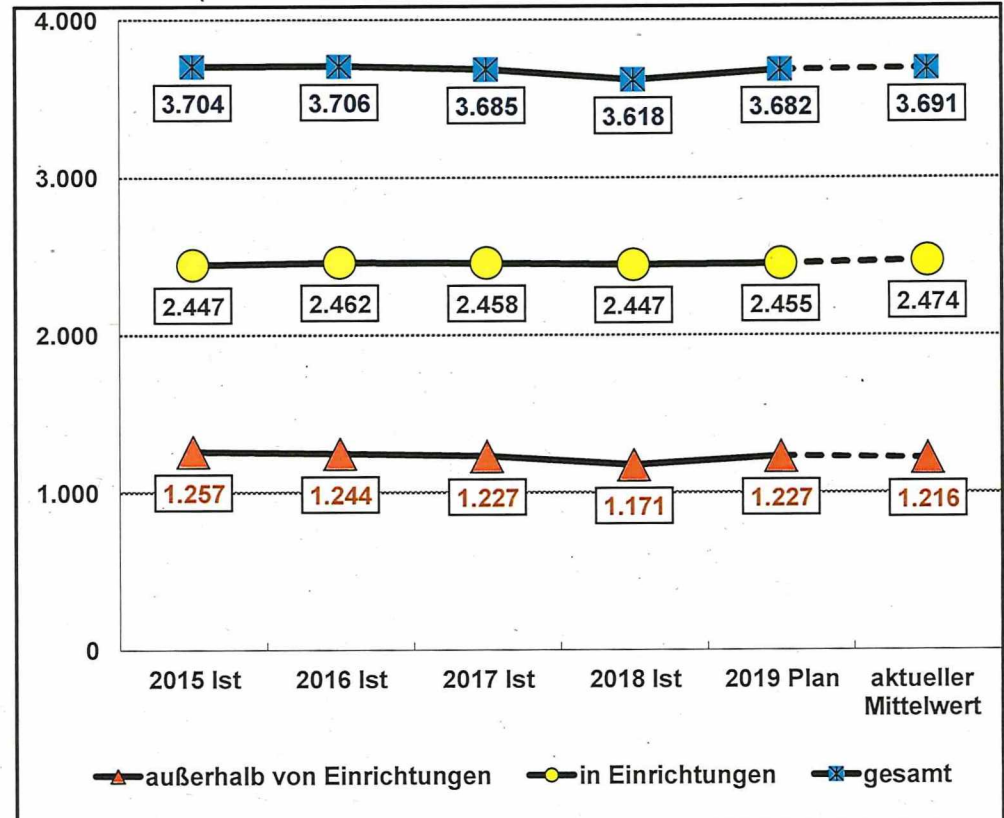 4.000
3.704 3.706 3.685 3.618 3.682 3.691
3.000
2.447 2.462 2.458 2.447 2.455 2.474
2.000
1.257 1.244 1.227 1.171 1.227 1.216
1.000
0
2015 Ist 2016 Ist 2017 Ist 2018 Ist 2019 Plan aktueller
Mittelwert
außerhalb von Einrichtungen in Einrichtungen gesamt